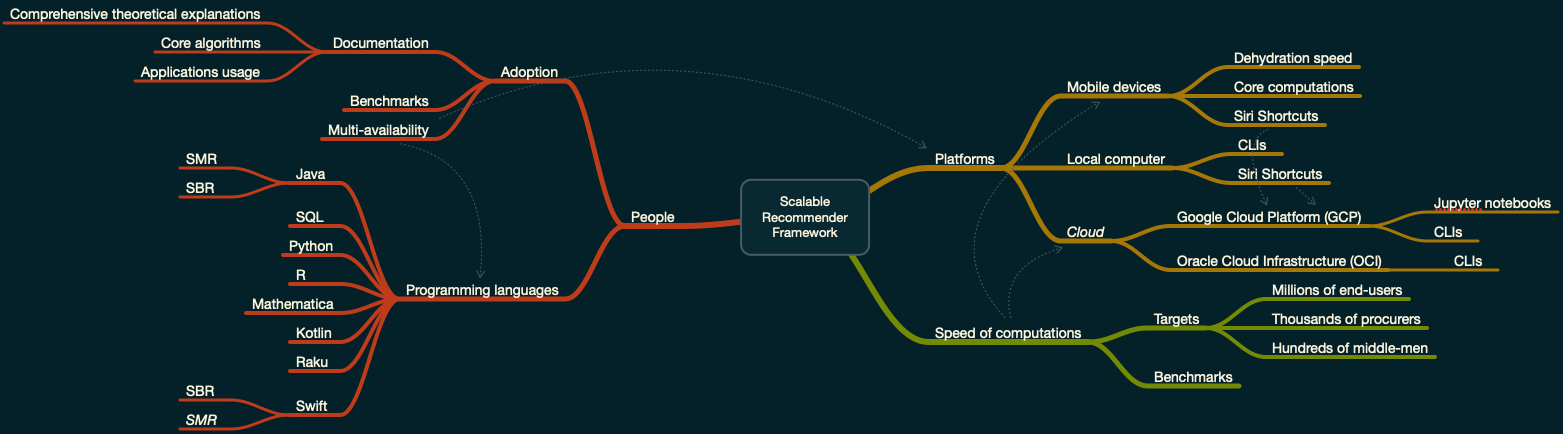 Comprehensive theoretical explanations
Core algorithms
Applications usage
Documentation
Benchmarks
Multi-availability
Adoption
SMR
SBR
Java
SQL
Python
R
Mathematica
Kotlin
Raku
SBR
SMR
Swift
Programming languages
People
Scalable
Recommender
Framework
Platforms
Mobile devices
Dehydration speed
Core computations
Siri Shortcuts
Local computer
CLIs
Siri Shortcuts
Cloud
Google Cloud Platform (GCP)
Jupyter notebooks
CLIs
Oracle Cloud Infrastructure (OCI)
CLIs
Speed of computations
Targets
Millions of end-users
Thousands of procurers
Hundreds of middle-men
Benchmarks